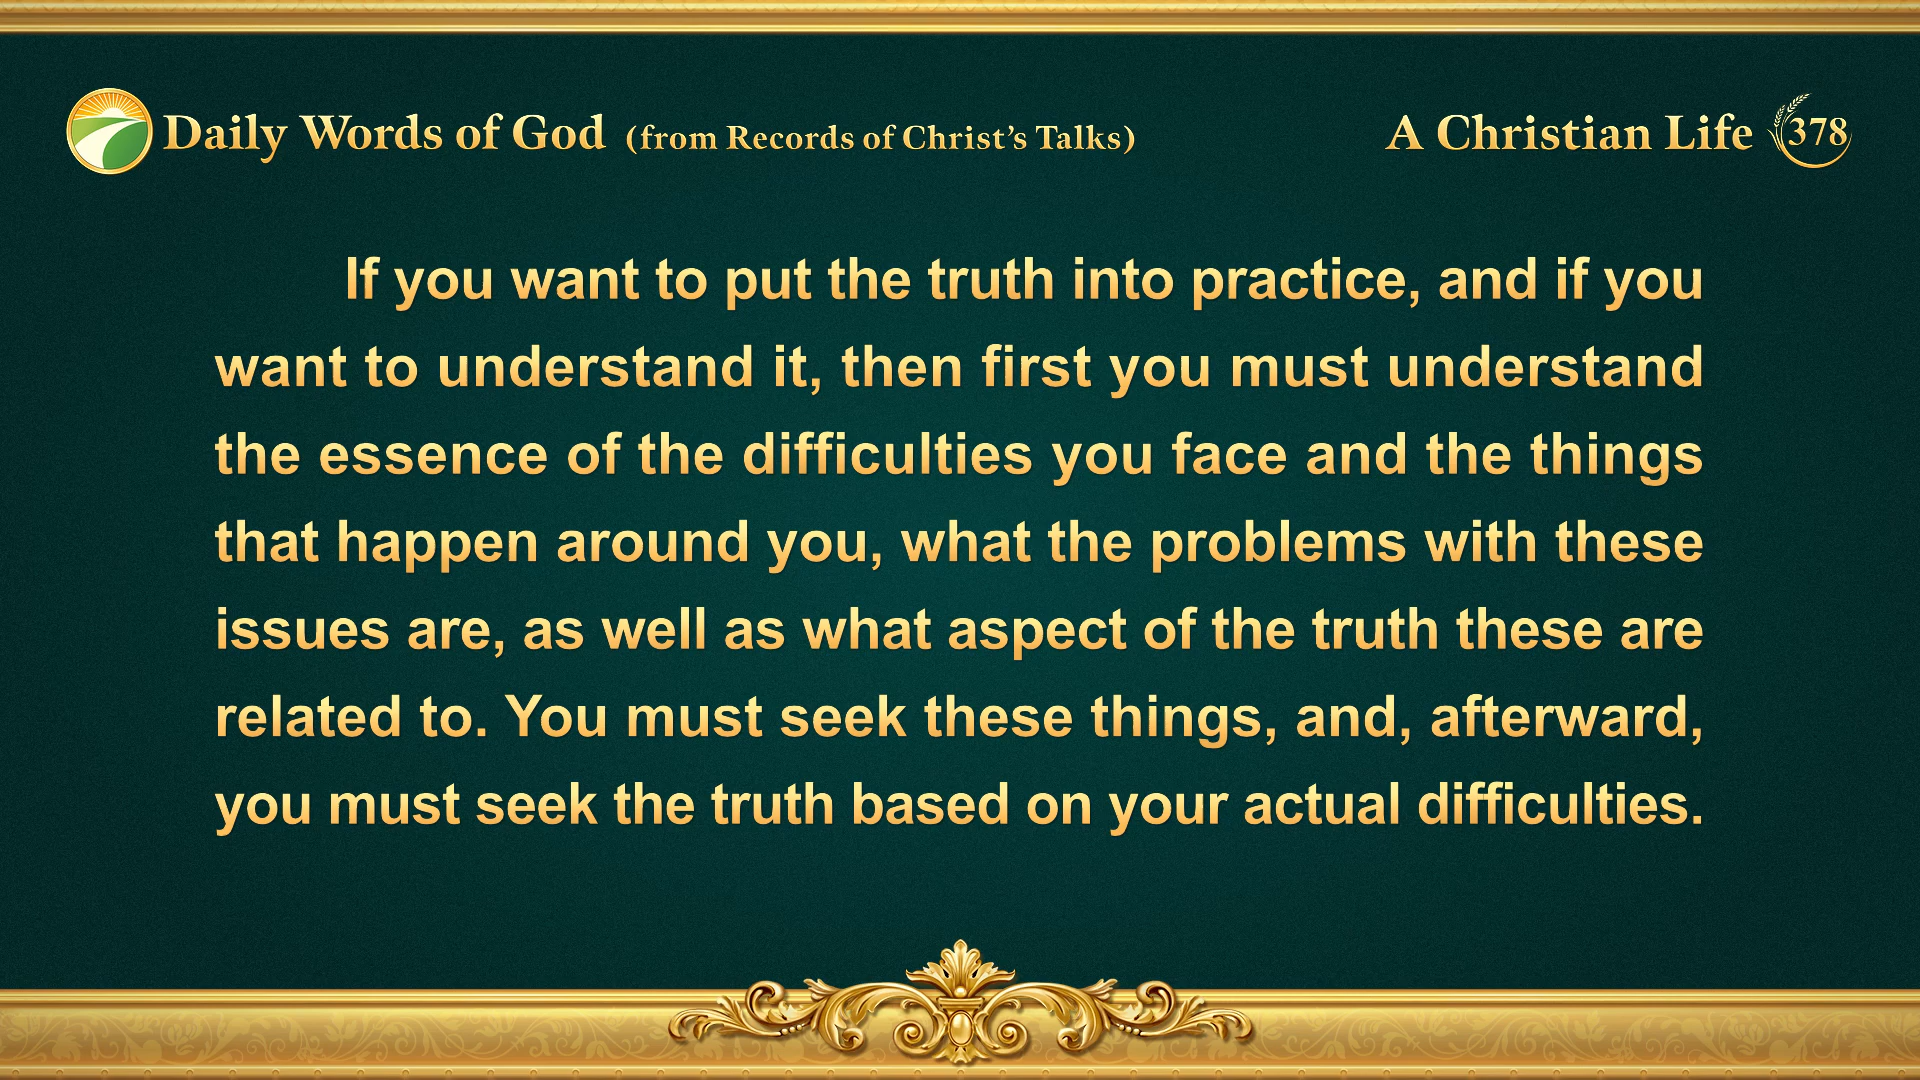 Daily Words of God (from Records of Christ's Talks)
A Christian Life 378
If you want to put the truth into practice, and if you
want to understand it, then first you must understand
the essence of the difficulties you face and the things
that happen around you, what the problems with these
issues are, as well as what aspect of the truth these are
related to. You must seek these things, and, afterward,
you must seek the truth based on your actual difficulties.